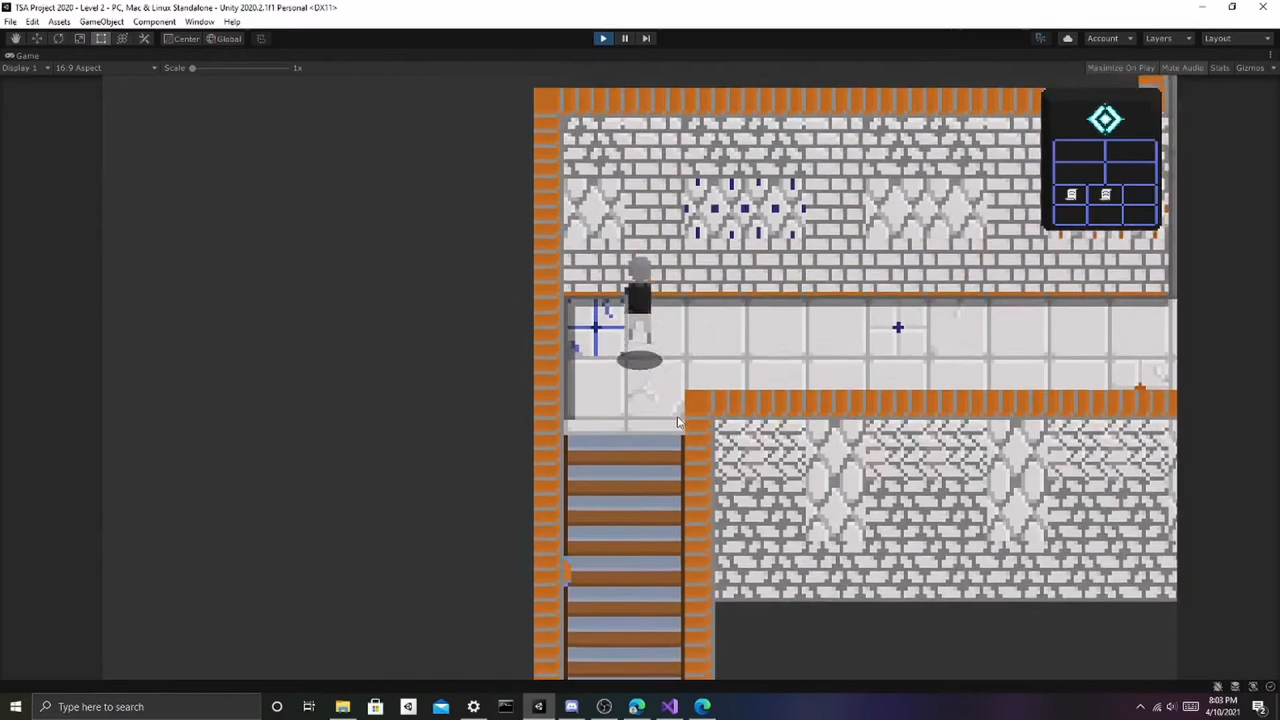 TSA Project 2020 - Level 2 - PC, Mac & Linux Standalone - Unity 2020.2.1f1 Personal <DX11>
File Edit Assets GameObject Component Window Help
Center Global Account Layers Layout
Game
Display 1 16:9 Aspect Scale 1x Maximize On Play Mute Audio Stats Gizmos
Type here to search
8:03 PM
4/10/2021
2